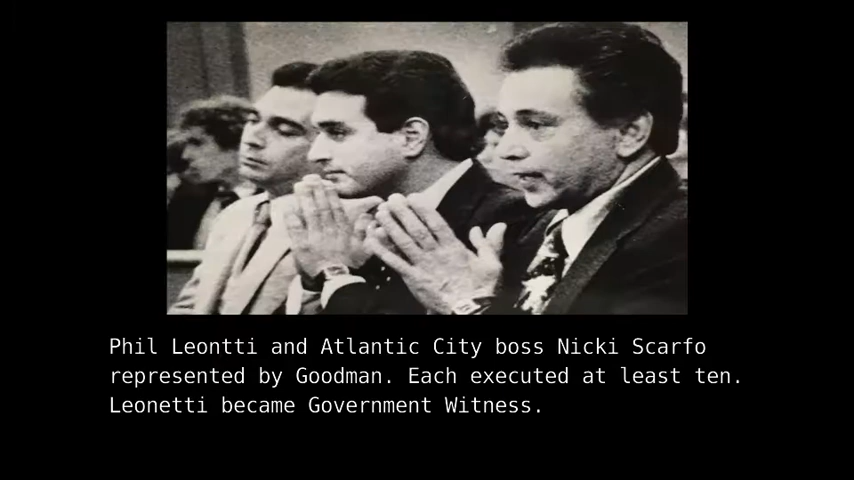 Phil Leontti and Atlantic City boss Nicki Scarfo
represented by Goodman. Each executed at least ten.
Leonetti became Government Witness.